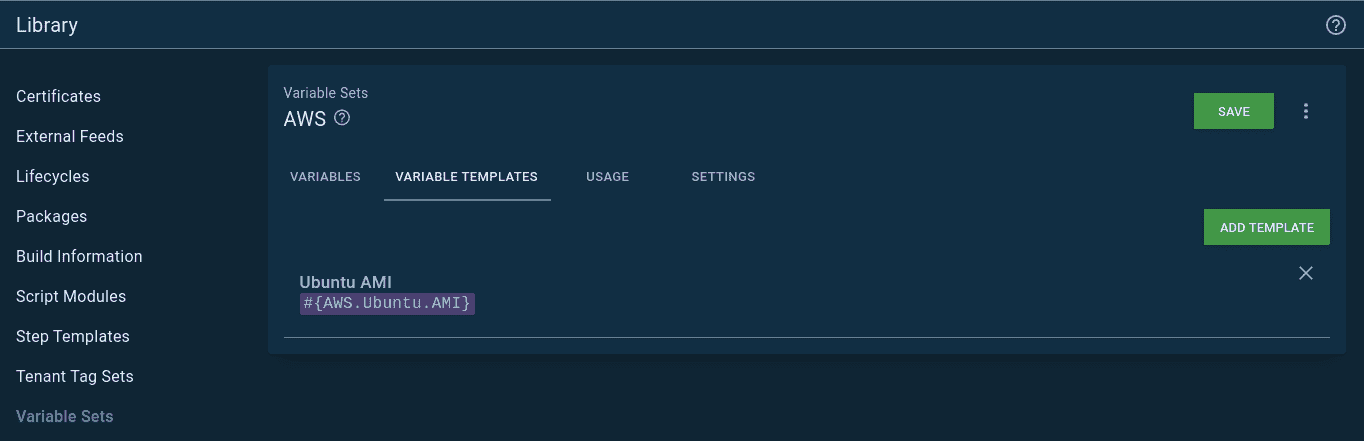 Library
Certificates
External Feeds
Lifecycles
Packages
Build Information
Script Modules
Step Templates
Tenant Tag Sets
Variable Sets
Variable Sets
AWS
SAVE
VARIABLES VARIABLE TEMPLATES USAGE SETTINGS
ADD TEMPLATE
Ubuntu AMI
#{AWS.Ubuntu.AMI}